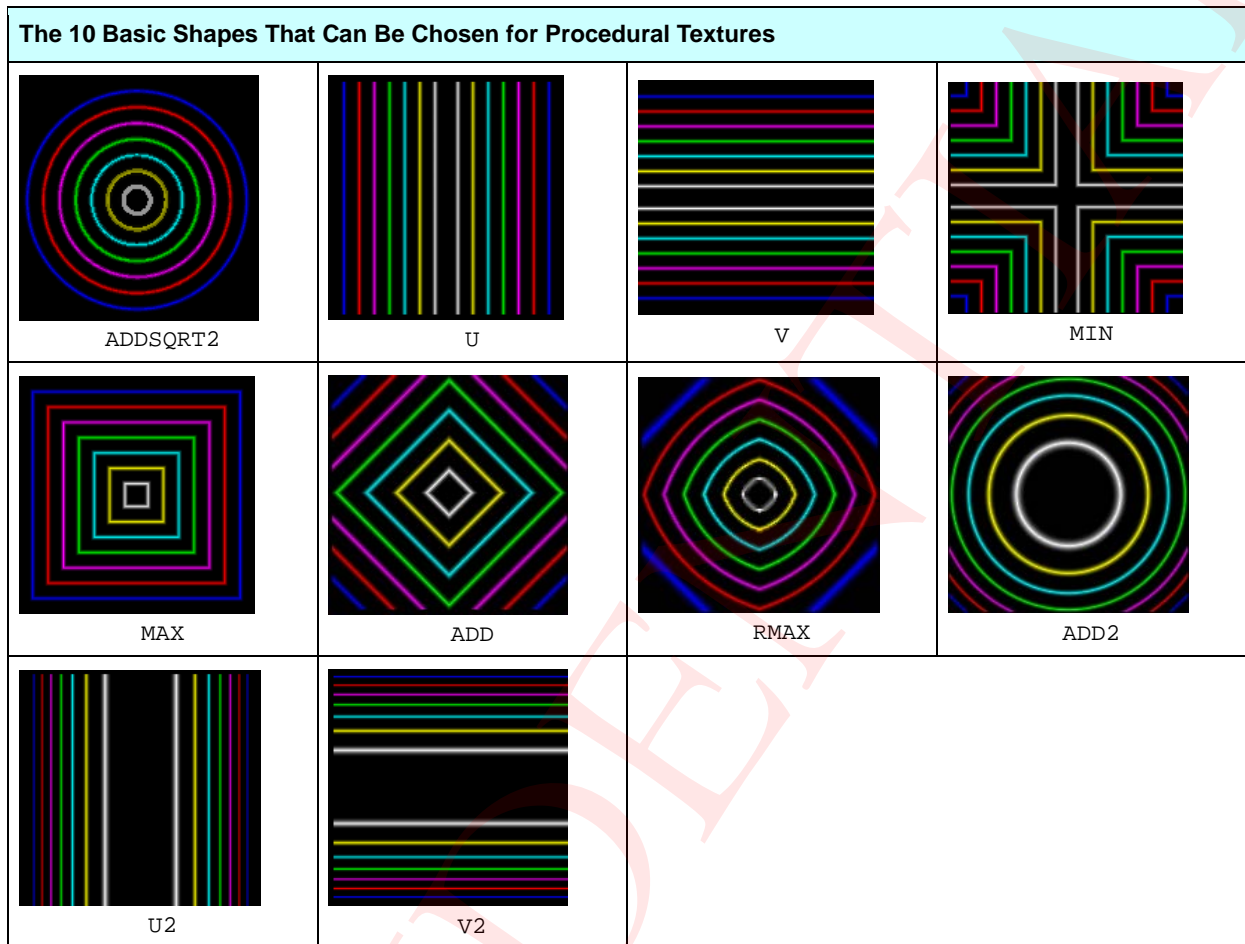 The 10 Basic Shapes That Can Be Chosen for Procedural Textures
ADDSQRT2
U
V
MIN
MAX
ADD
RMAX
ADD2
U2
V2